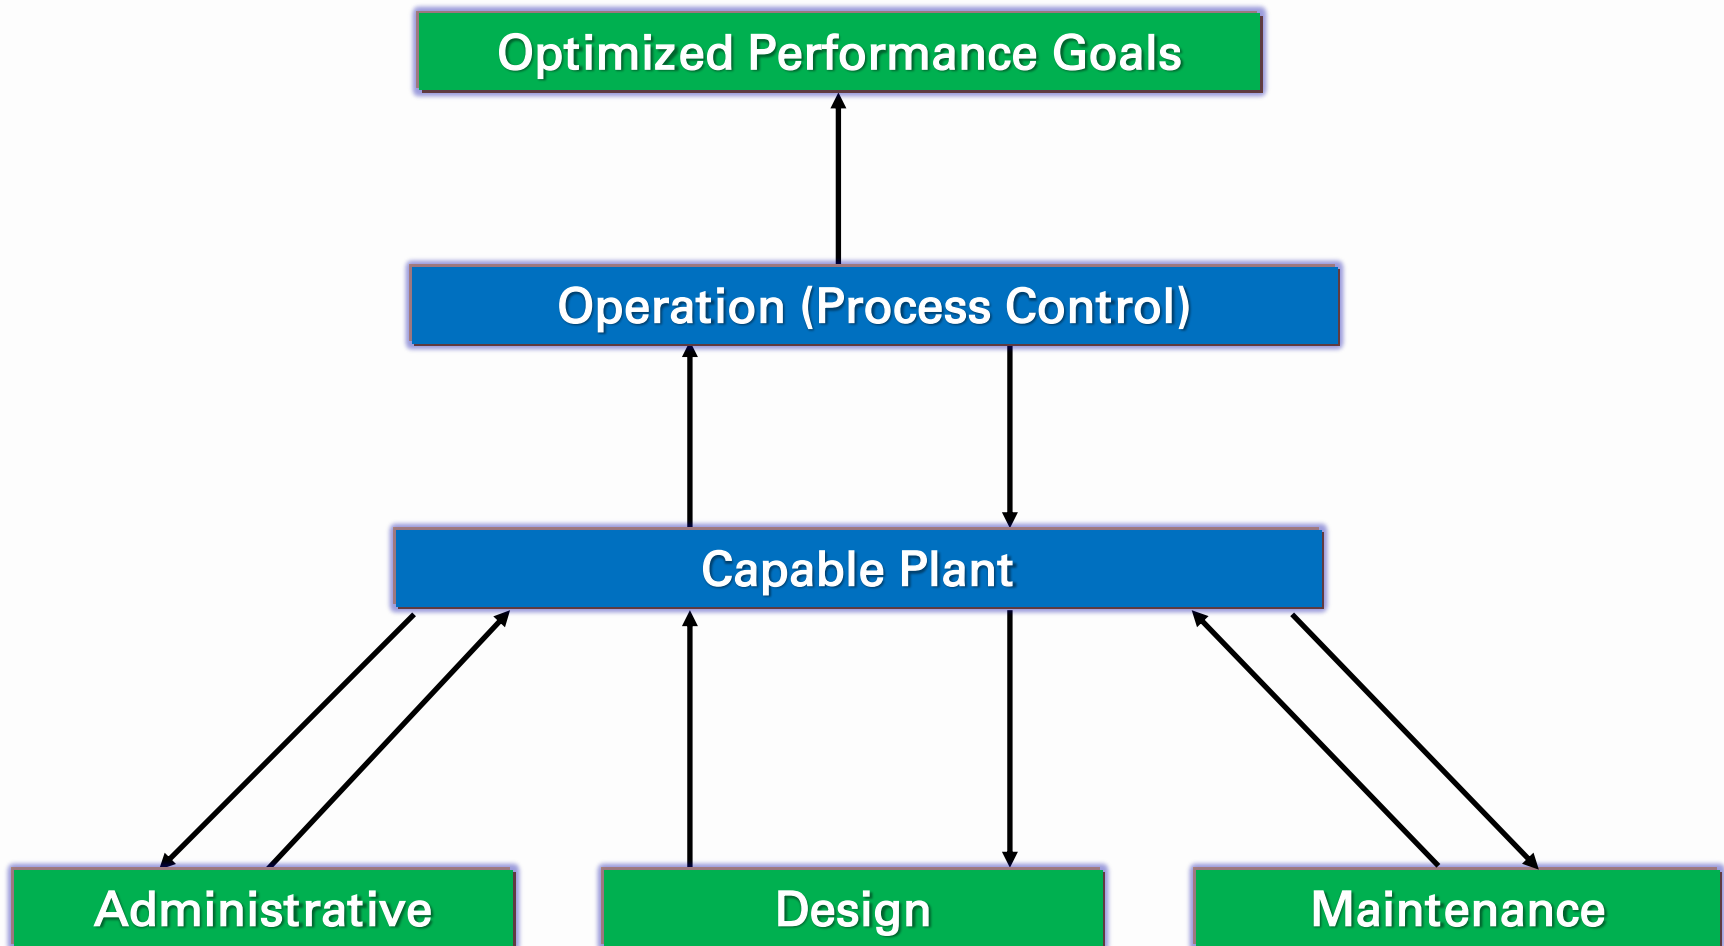 Optimized Performance Goals
Operation (Process Control)
Capable Plant
Administrative
Design
Maintenance